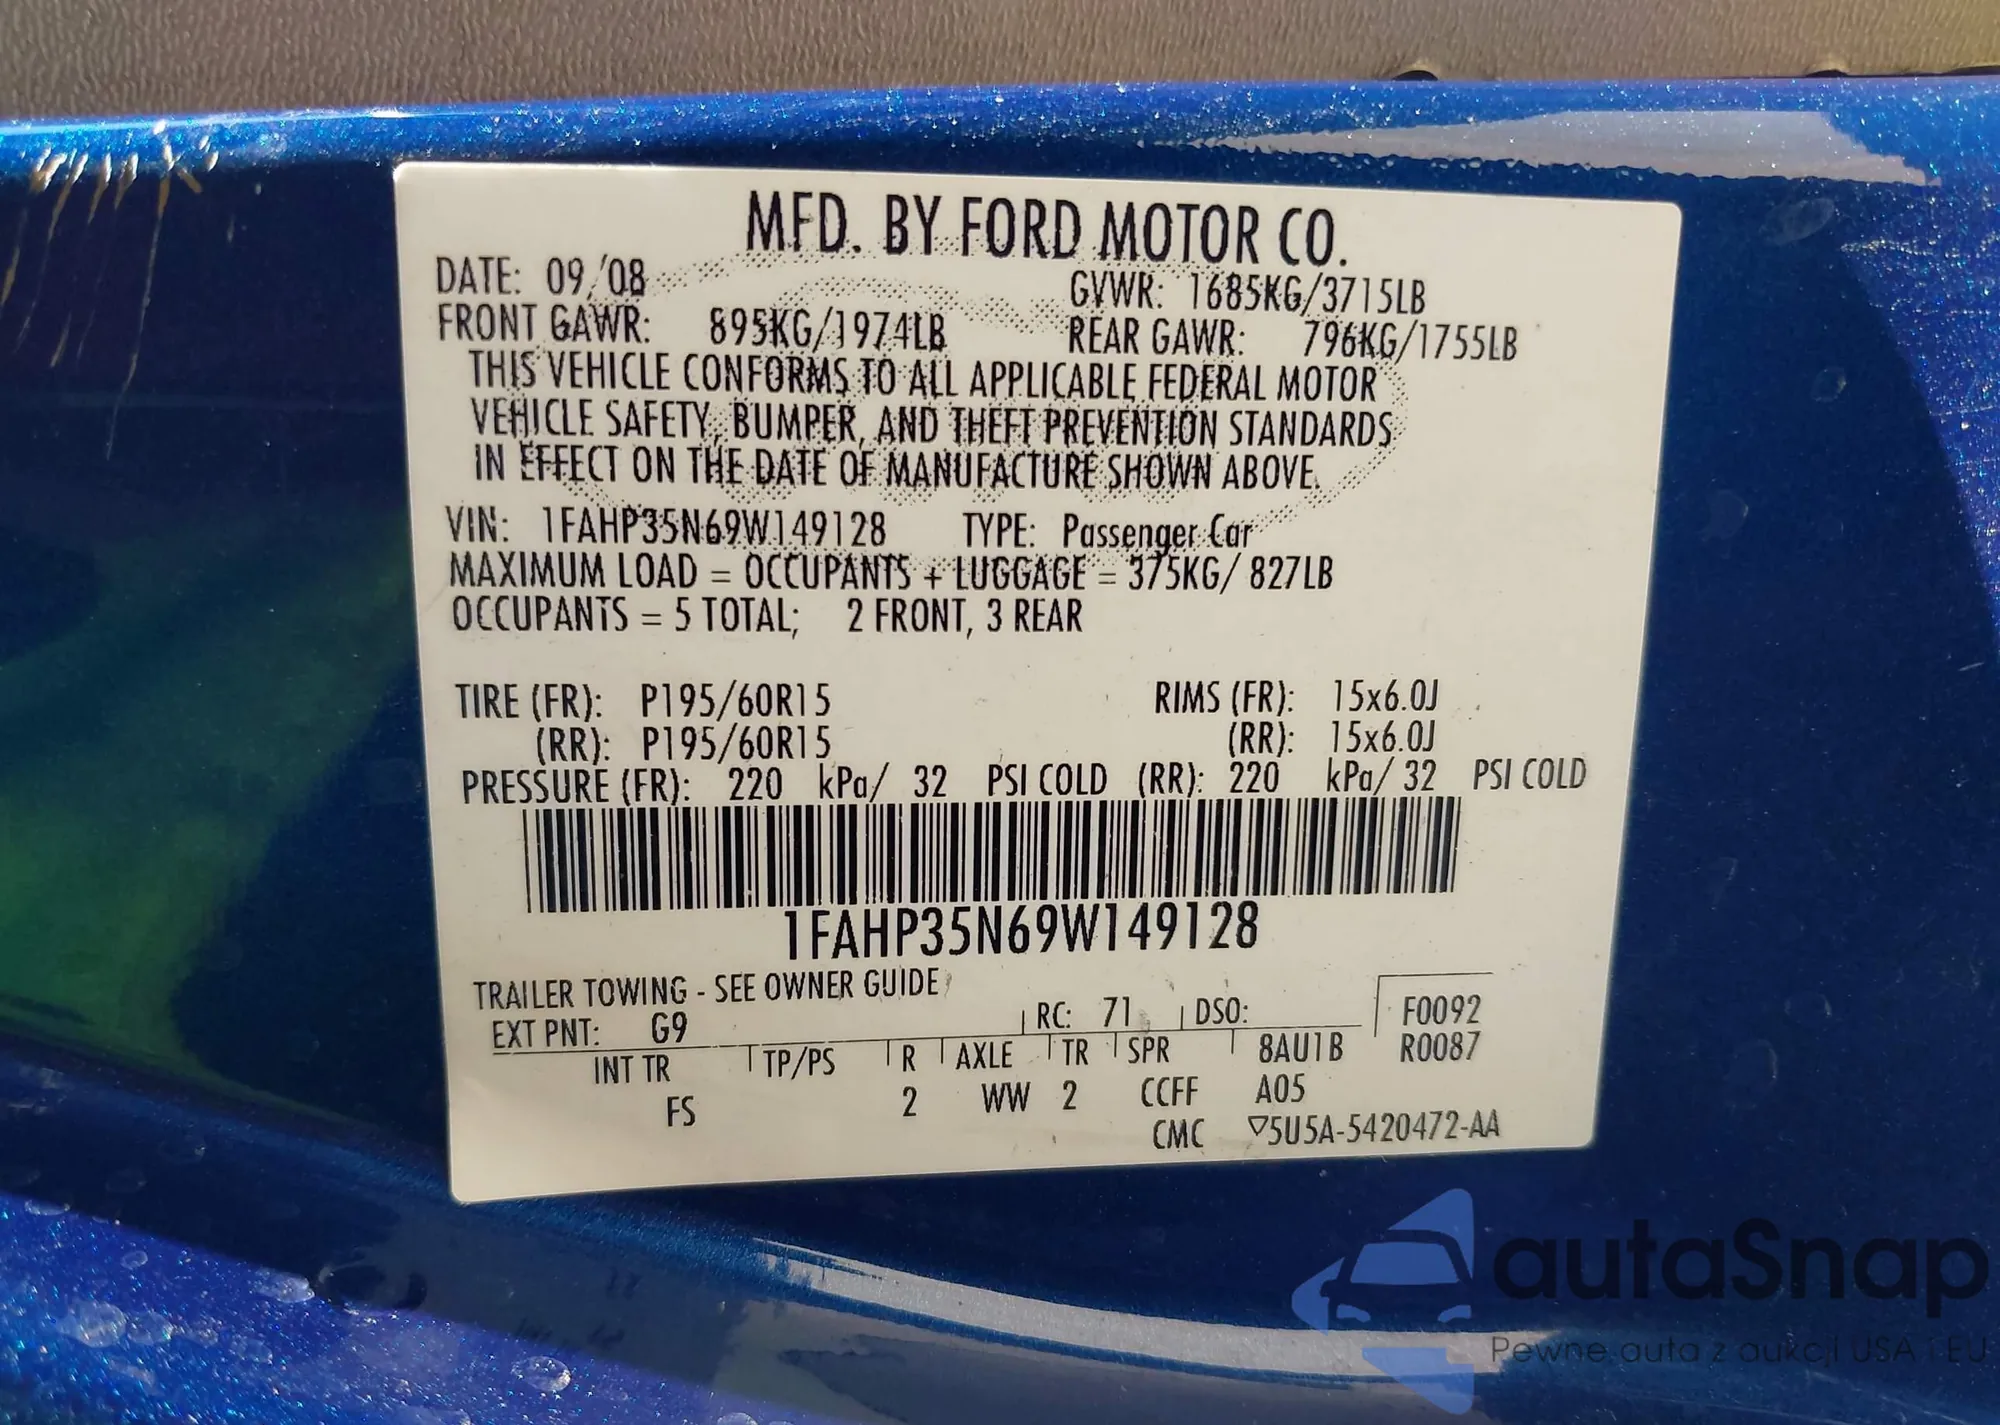 MFD. BY FORD MOTOR CO.
DATE: 09/'08 GVWR: 1685KG/3715LB
FRONT GAWR: 895KG/1974LB REAR GAWR: 796KG/1755LB
THIS VEHICLE CONFORMS TO ALL APPLICABLE FEDERAL MOTOR
VEHICLE SAFETY, BUMPER, AND THEFT PREVENTION STANDARDS
IN EFFECT ON THE DATE OF MANUFACTURE SHOWN ABOVE.
VIN: 1FAHP35N69W149128 TYPE: Passenger Car
MAXIMUM LOAD = OCCUPANTS + LUGGAGE = 375KG/ 827LB
OCCUPANTS = 5 TOTAL; 2 FRONT, 3 REAR
TIRE (FR): P195/60R15 RIMS (FR): 15x6.0J
(RR): P195/60R15 (RR): 15x6.0J
PRESSURE (FR): 220 kPa/ 32 PSI COLD (RR): 220 kPa/ 32 PSI COLD
1FAHP35N69W149128
TRAILER TOWING - SEE OWNER GUIDE
EXT PNT: G9 RC: 71 DSO: F0092
INT TR TP/PS R AXLE TR SPR 8AU1B R0087
FS 2 WW 2 CCFF A05
CMC ▽5U5A-5420472-AA
autaSnap
Pewne auta z aukcji USA i EU